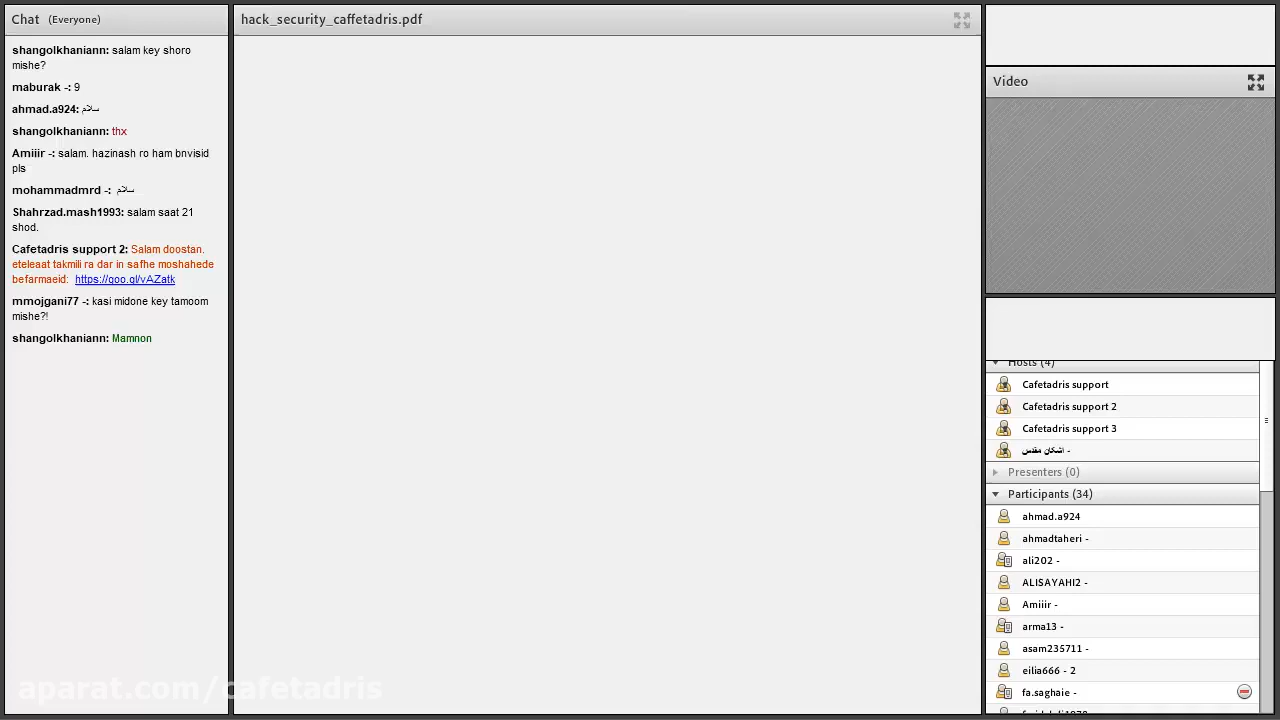 Chat (Everyone)
shangolkhaniann: salam key shoro
mishe?
maburak -: 9
ahmad.a924: سلام
shangolkhaniann: thx
Amiiir -: salam. hazinash ro ham bnvisid
pls
mohammadmrd -: سلام
Shahrzad.mash1993: salam saat 21
shod.
Cafetadris support 2: Salam doostan.
eteleaat takmili ra dar in safhe moshahede
befarmaeid: https://goo.gl/vAZatk
mmojgani77 -: kasi midone key tamoom
mishe?!
shangolkhaniann: Mamnon
hack_security_caffetadris.pdf
Video
Hosts (4)
Cafetadris support
Cafetadris support 2
Cafetadris support 3
اشکان مقدس -
Presenters (0)
Participants (34)
ahmad.a924
ahmadtaheri -
ali202 -
ALISAYAHI2 -
Amiiir -
arma13 -
asam235711 -
eilia666 - 2
fa.saghaie -
aparat.com/cafetadris